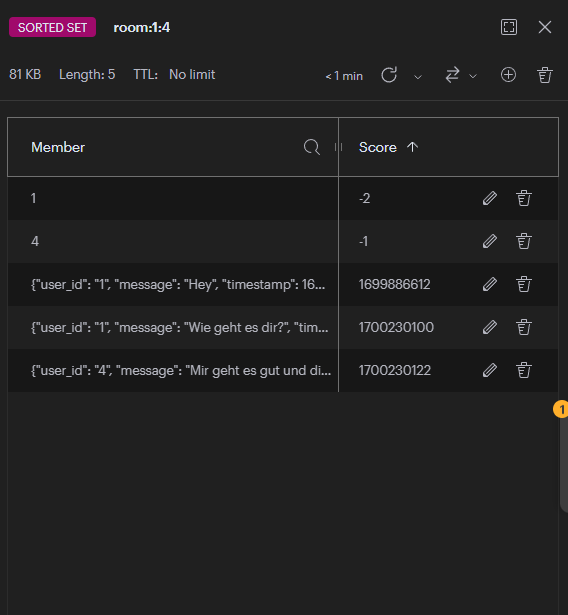 SORTED SET room:1:4
81 KB Length: 5 TTL: No limit < 1 min
Member Score
1 -2
4 -1
{"user_id": "1", "message": "Hey", "timestamp": 16... 1699886612
{"user_id": "1", "message": "Wie geht es dir?", "tim... 1700230100
{"user_id": "4", "message": "Mir geht es gut und di... 1700230122
1